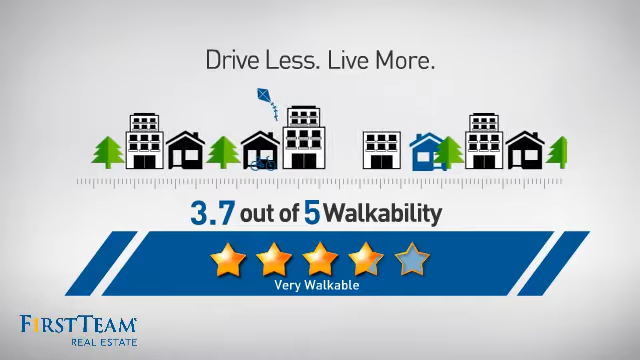 Drive Less. Live More.
3.7 out of 5 Walkability
Very Walkable
FIRSTTEAM®
REAL ESTATE